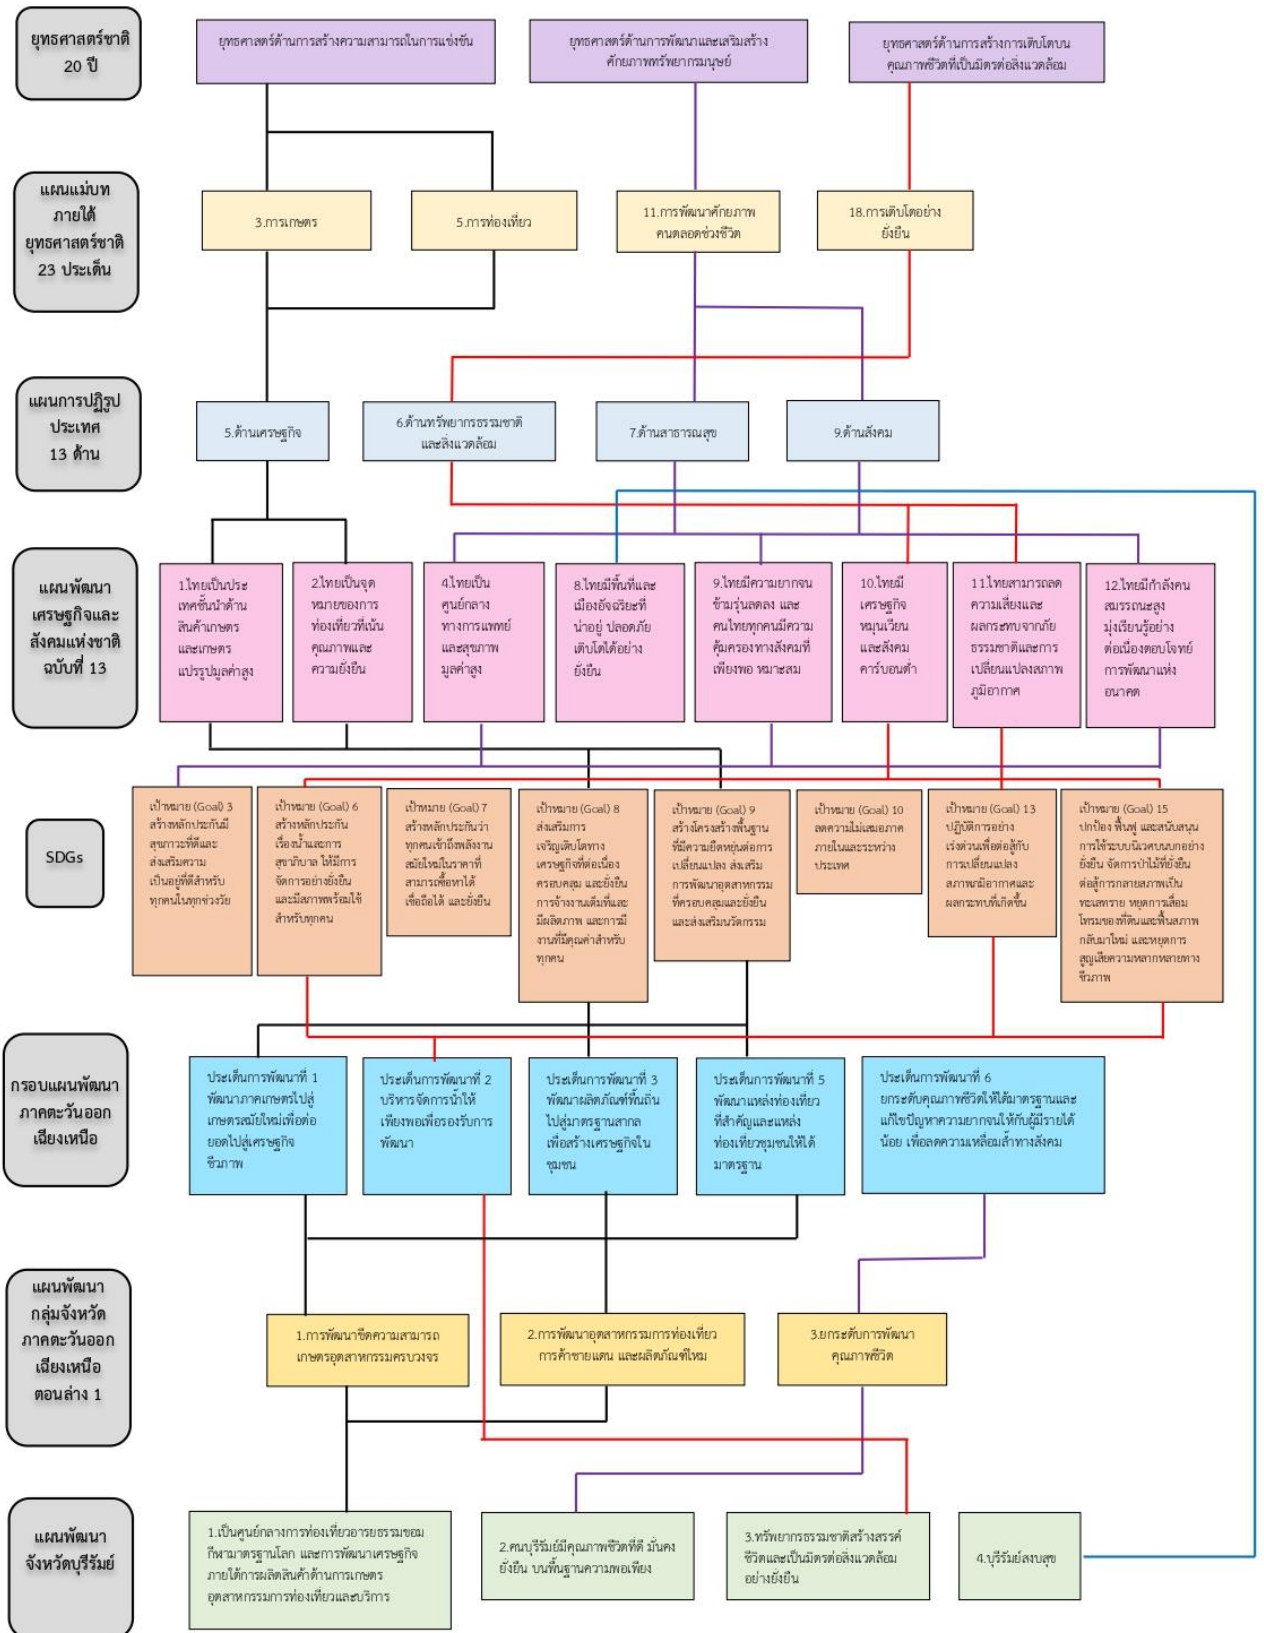 ยุทธศาสตร์ชาติ
20 ปี
ยุทธศาสตร์ด้านการสร้างความสามารถในการแข่งขัน
ยุทธศาสตร์ด้านการพัฒนาและเสริมสร้าง
ศักยภาพทรัพยากรมนุษย์
ยุทธศาสตร์ด้านการสร้างการเติบโตบน
คุณภาพชีวิตที่เป็นมิตรต่อสิ่งแวดล้อม
แผนแม่บท
ภายใต้
ยุทธศาสตร์ชาติ
23 ประเด็น
3.การเกษตร
5.การท่องเที่ยว
11.การพัฒนาศักยภาพ
คนตลอดช่วงชีวิต
18.การเติบโตอย่าง
ยั่งยืน
แผนการปฏิรูป
ประเทศ
13 ด้าน
5.ด้านเศรษฐกิจ
6.ด้านทรัพยากรธรรมชาติ
และสิ่งแวดล้อม
7.ด้านสาธารณสุข
9.ด้านสังคม
แผนพัฒนา
เศรษฐกิจและ
สังคมแห่งชาติ
ฉบับที่ 13
1.ไทยเป็นประ
เทศชั้นนำด้าน
สินค้าเกษตร
และเกษตร
แปรรูปมูลค่าสูง
2.ไทยเป็นจุด
หมายของการ
ท่องเที่ยวที่เน้น
คุณภาพและ
ความยั่งยืน
4.ไทยเป็น
ศูนย์กลาง
ทางการแพทย์
และสุขภาพ
มูลค่าสูง
8.ไทยมีพื้นที่และ
เมืองอัจฉริยะที่
น่าอยู่ ปลอดภัย
เติบโตได้อย่าง
ยั่งยืน
9.ไทยมีความยากจน
ข้ามรุ่นลดลง และ
คนไทยทุกคนมีความ
คุ้มครองทางสังคมที่
เพียงพอ หมาะสม
10.ไทยมี
เศรษฐกิจ
หมุนเวียน
และสังคม
คาร์บอนต่ำ
11.ไทยสามารถลด
ความเสี่ยงและ
ผลกระทบจากภัย
ธรรมชาติและการ
เปลี่ยนแปลงสภาพ
ภูมิอากาศ
12.ไทยมีกำลังคน
สมรรถนะสูง
มุ่งเรียนรู้อย่าง
ต่อเนื่องตอบโจทย์
การพัฒนาแห่ง
อนาคต
SDGs
เป้าหมาย (Goal) 3
สร้างหลักประกันมี
สุขภาวะที่ดีและ
ส่งเสริมความ
เป็นอยู่ที่ดีสำหรับ
ทุกคนในทุกช่วงวัย
เป้าหมาย (Goal) 6
สร้างหลักประกัน
เรื่องน้ำและการ
สุขาภิบาล ให้มีการ
จัดการอย่างยั่งยืน
และมีสภาพพร้อมใช้
สำหรับทุกคน
เป้าหมาย (Goal) 7
สร้างหลักประกันว่า
ทุกคนเข้าถึงพลังงาน
สมัยใหม่ในราคาที่
สามารถซื้อหาได้
เชื่อถือได้ และยั่งยืน
เป้าหมาย (Goal) 8
ส่งเสริมการ
เจริญเติบโตทาง
เศรษฐกิจที่ต่อเนื่อง
ครอบคลุม และยั่งยืน
การจ้างงานเต็มที่และ
มีผลิตภาพ และการมี
งานที่มีคุณค่าสำหรับ
ทุกคน
เป้าหมาย (Goal) 9
สร้างโครงสร้างพื้นฐาน
ที่มีความยืดหยุ่นต่อการ
เปลี่ยนแปลง ส่งเสริม
การพัฒนาอุตสาหกรรม
ที่ครอบคลุมและยั่งยืน
และส่งเสริมนวัตกรรม
เป้าหมาย (Goal) 10
ลดความไม่เสมอภาค
ภายในและระหว่าง
ประเทศ
เป้าหมาย (Goal) 13
ปฏิบัติการอย่าง
เร่งด่วนเพื่อต่อสู้กับ
การเปลี่ยนแปลง
สภาพภมิอากาศและ
ผลกระทบที่เกิดขึ้น
เป้าหมาย (Goal) 15
ปกป้อง ฟื้นฟู และสนับสนุน
การใช้ระบบนิเวศบนบกอย่าง
ยั่งยืน จัดการป่าไม้ที่ยั่งยืน
ต่อสู้การกลายสภาพเป็น
ทะเลทราย หยุดการเสื่อม
โทรมของที่ดินและฟื้นสภาพ
กลับมาใหม่ และหยุดการ
สูญเสียความหลากหลายทาง
ชีวภาพ
กรอบแผนพัฒนา
ภาคตะวันออก
เฉียงเหนือ
ประเด็นการพัฒนาที่ 1
พัฒนาภาคเกษตรไปสู่
เกษตรสมัยใหม่เพื่อต่อ
ยอดไปสู่เศรษฐกิจ
ชีวภาพ
ประเด็นการพัฒนาที่ 2
บริหารจัดการน้ำให้
เพียงพอเพื่อรองรับการ
พัฒนา
ประเด็นการพัฒนาที่ 3
พัฒนาผลิตภัณฑ์พื้นถิ่น
ไปสู่มาตรฐานสากล
เพื่อสร้างเศรษฐกิจใน
ชุมชน
ประเด็นการพัฒนาที่ 5
พัฒนาแหล่งท่องเที่ยว
ที่สำคัญและแหล่ง
ท่องเที่ยวชุมชนให้ได้
มาตรฐาน
ประเด็นการพัฒนาที่ 6
ยกระดับคุณภาพชีวิตให้ได้มาตรฐานและ
แก้ไขปัญหาความยากจนให้กับผู้มีรายได้
น้อย เพื่อลดความเหลื่อมล้ำทางสังคม
แผนพัฒนา
กลุ่มจังหวัด
ภาคตะวันออก
เฉียงเหนือ
ตอนล่าง 1
1.การพัฒนาขีดความสามารถ
เกษตรอุตสาหกรรมครบวงจร
2.การพัฒนาอุตสาหกรรมการท่องเที่ยว
การค้าชายแดน และผลิตภัณฑ์ไหม
3.ยกระดับการพัฒนา
คุณภาพชีวิต
แผนพัฒนา
จังหวัดบุรีรัมย์
1.เป็นศูนย์กลางการท่องเที่ยวอารยธรรมขอม
กีฬามาตรฐานโลก และการพัฒนาเศรษฐกิจ
ภายใต้การผลิตสินค้าด้านการเกษตร
อุตสาหกรรมการท่องเที่ยวและบริการ
2.คนบุรีรัมย์มีคุณภาพชีวิตที่ดี มั่นคง
ยั่งยืน บนพื้นฐานความพอเพียง
3.ทรัพยากรธรรมชาติสร้างสรรค์
ชีวิตและเป็นมิตรต่อสิ่งแวดล้อม
อย่างยั่งยืน
4.บุรีรัมย์สงบสุข